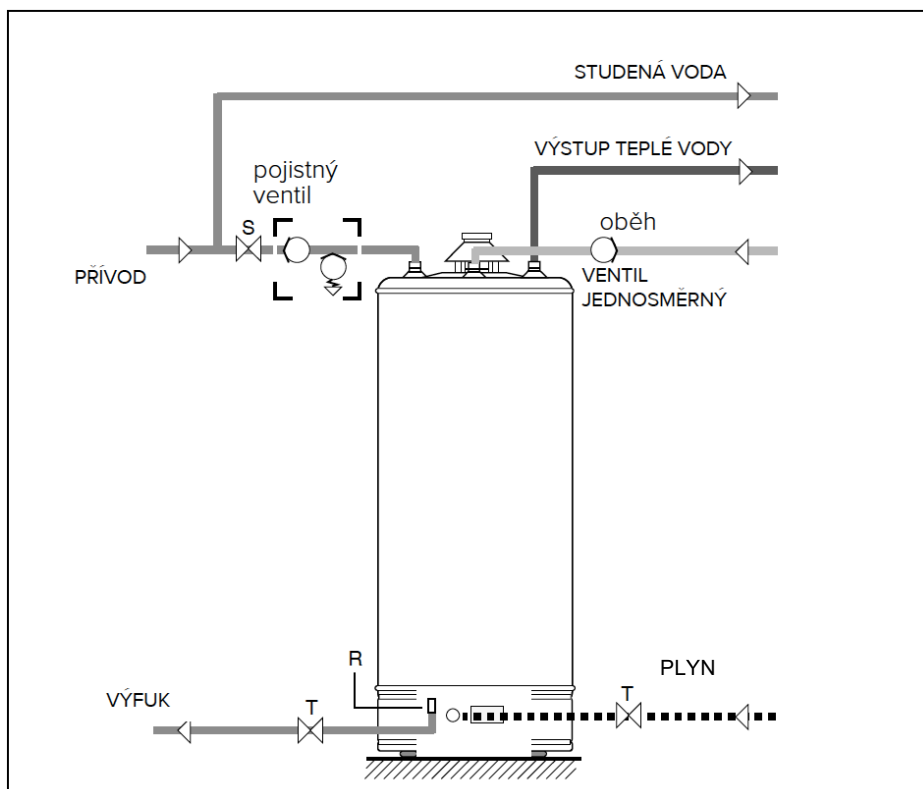 STUDENÁ VODA
VÝSTUP TEPLÉ VODY
pojistný
ventil
S
oběh
PŘÍVOD
VENTIL
JEDNOSMĚRNÝ
R
PLYN
VÝFUK
T
T